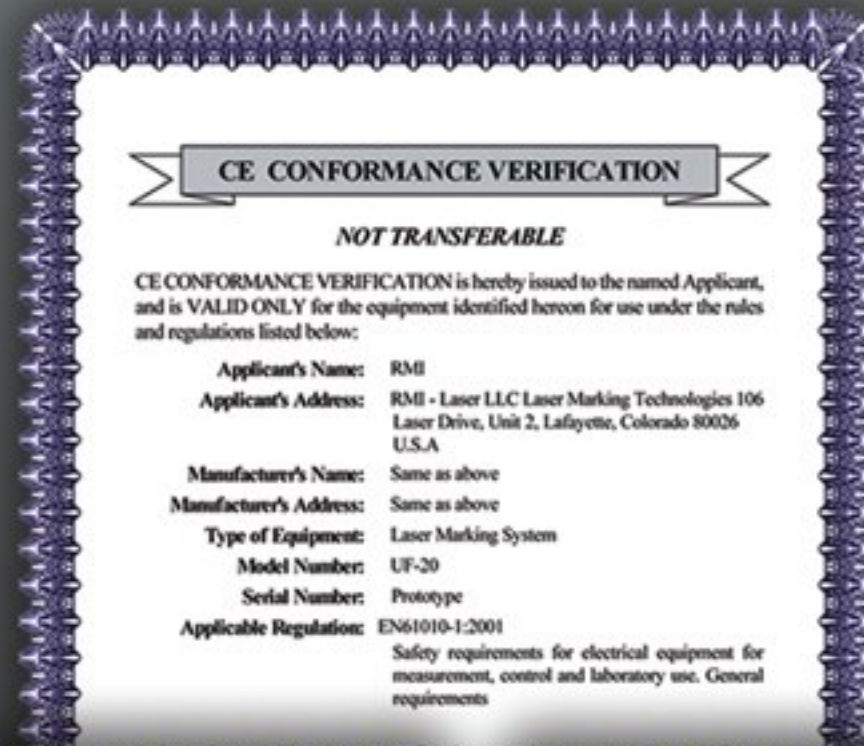 CE CONFORMANCE VERIFICATION
NOT TRANSFERABLE
CE CONFORMANCE VERIFICATION is hereby issued to the named Applicant,
and is VALID ONLY for the equipment identified hereon for use under the rules
and regulations listed below:
Applicant's Name: RMI
Applicant's Address: RMI - Laser LLC Laser Marking Technologies 106
Laser Drive, Unit 2, Lafayette, Colorado 80026
U.S.A
Manufacturer's Name: Same as above
Manufacturer's Address: Same as above
Type of Equipment: Laser Marking System
Model Number: UF-20
Serial Number: Prototype
Applicable Regulation: EN61010-1:2001
Safety requirements for electrical equipment for
measurement, control and laboratory use. General
requirements